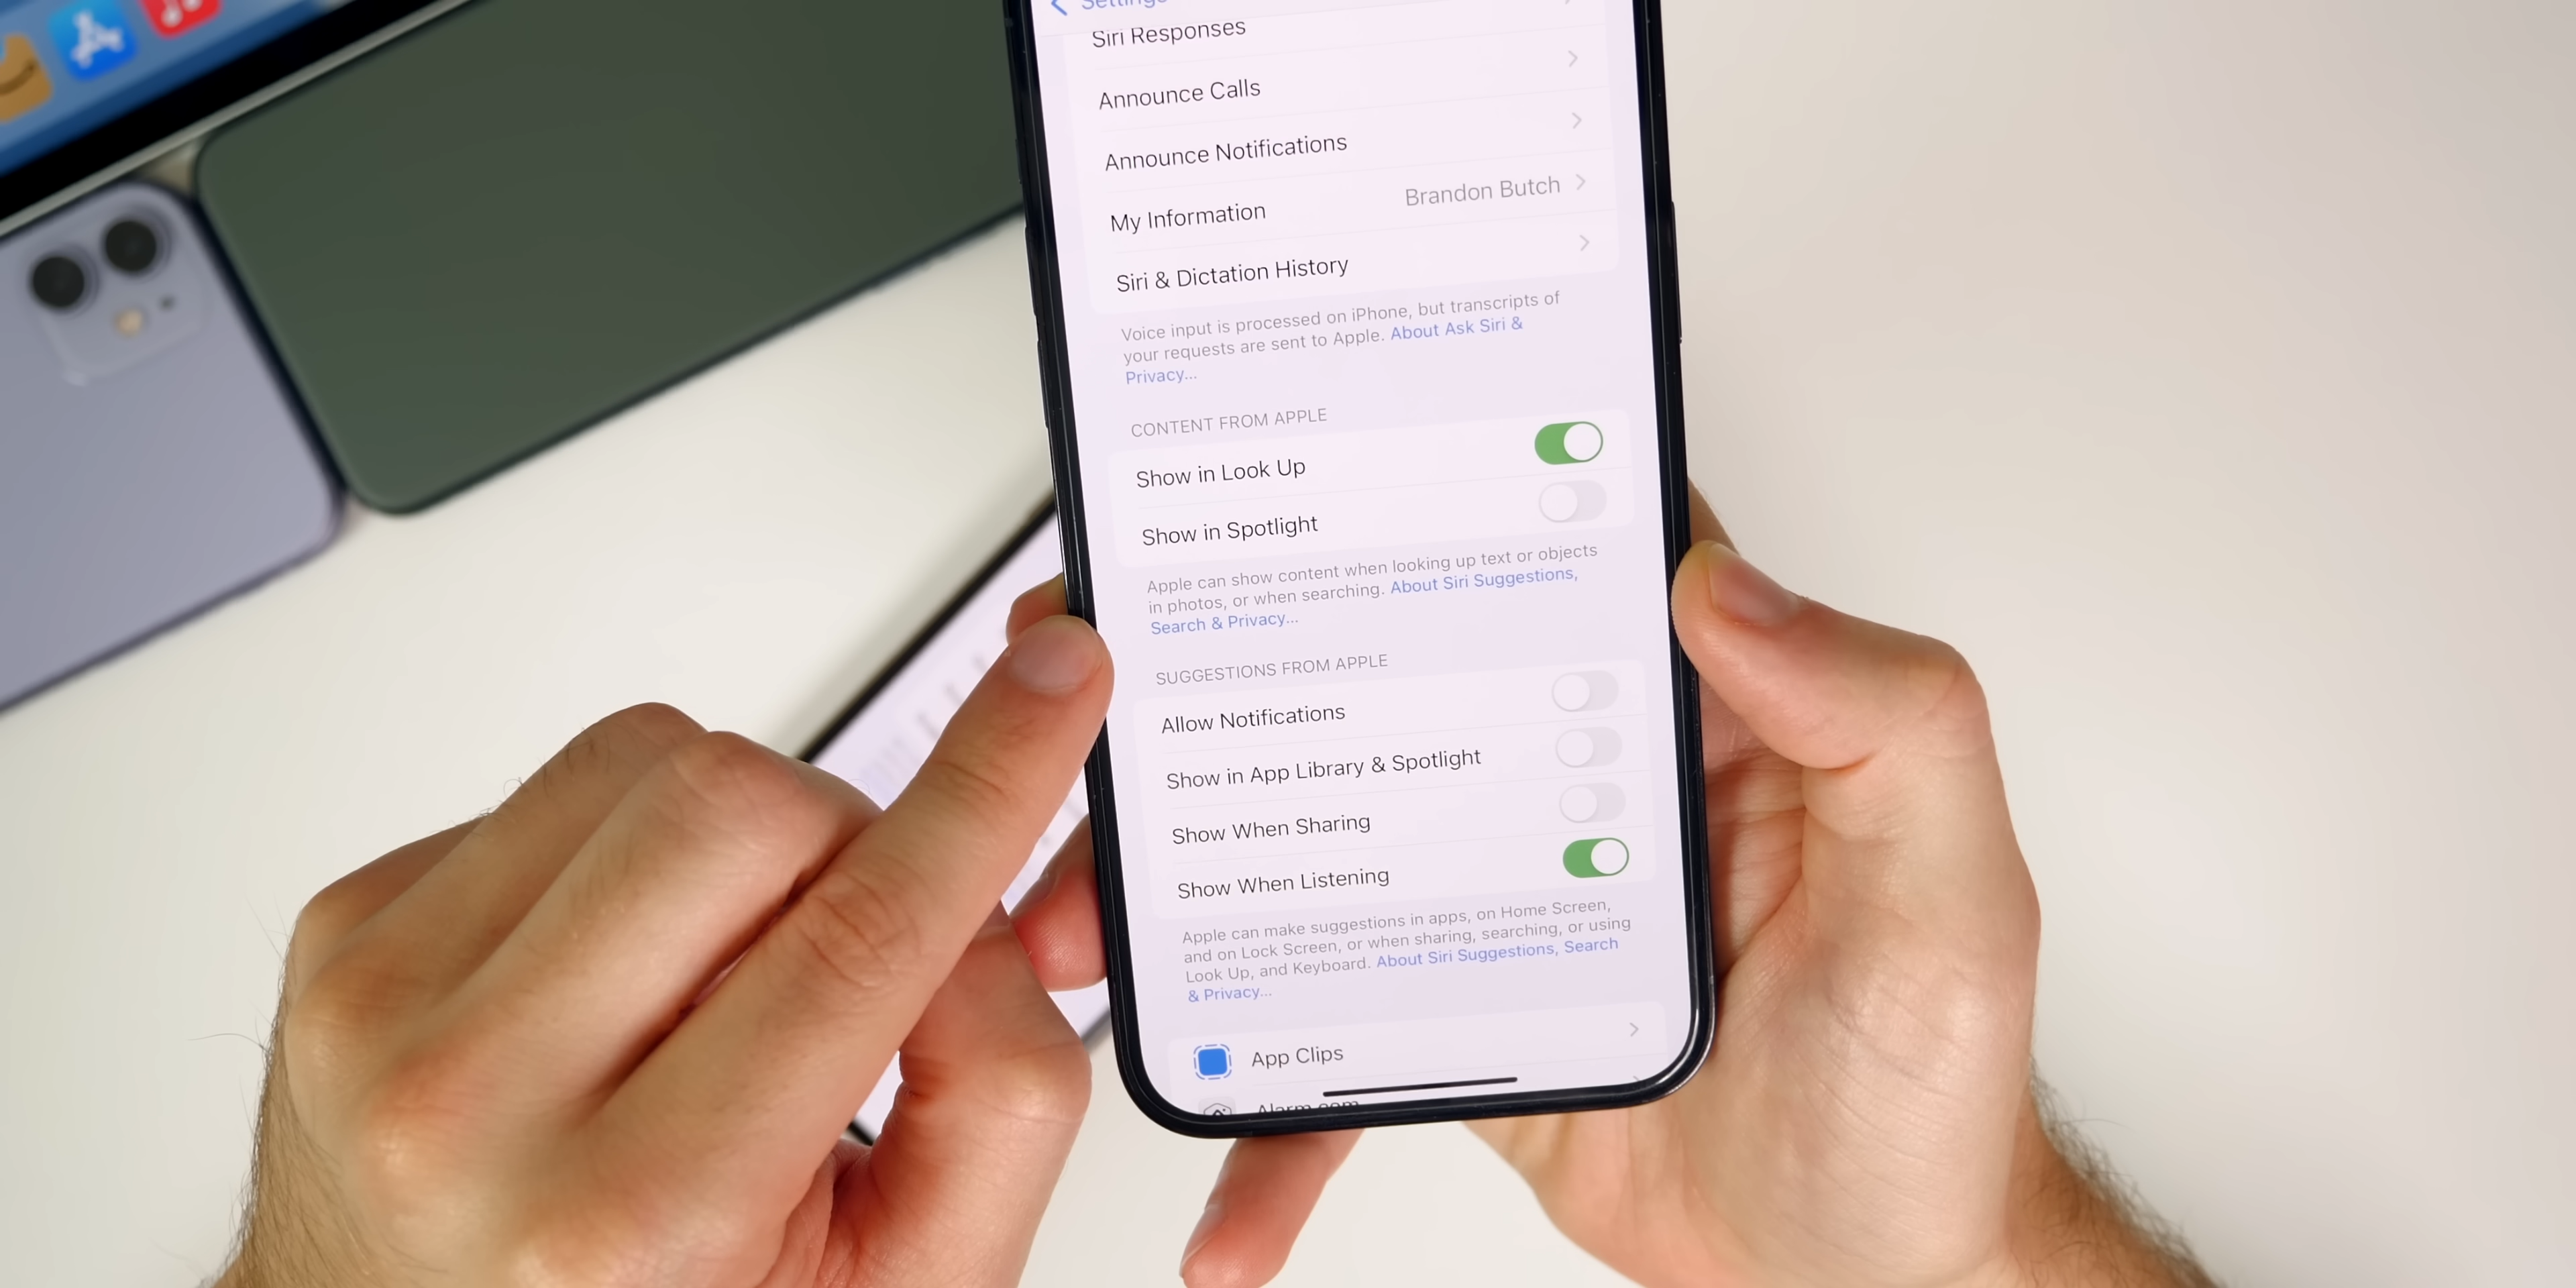 Settings
Siri Responses
Announce Calls
Announce Notifications
My Information Brandon Butch
Siri & Dictation History
Voice input is processed on iPhone, but transcripts of
your requests are sent to Apple. About Ask Siri &
Privacy...
CONTENT FROM APPLE
Show in Look Up
Show in Spotlight
Apple can show content when looking up text or objects
in photos, or when searching. About Siri Suggestions,
Search & Privacy...
SUGGESTIONS FROM APPLE
Allow Notifications
Show in App Library & Spotlight
Show When Sharing
Show When Listening
Apple can make suggestions in apps, on Home Screen,
and on Lock Screen, or when sharing, searching, or using
Look Up, and Keyboard. About Siri Suggestions, Search
& Privacy...
App Clips
Alarm.com